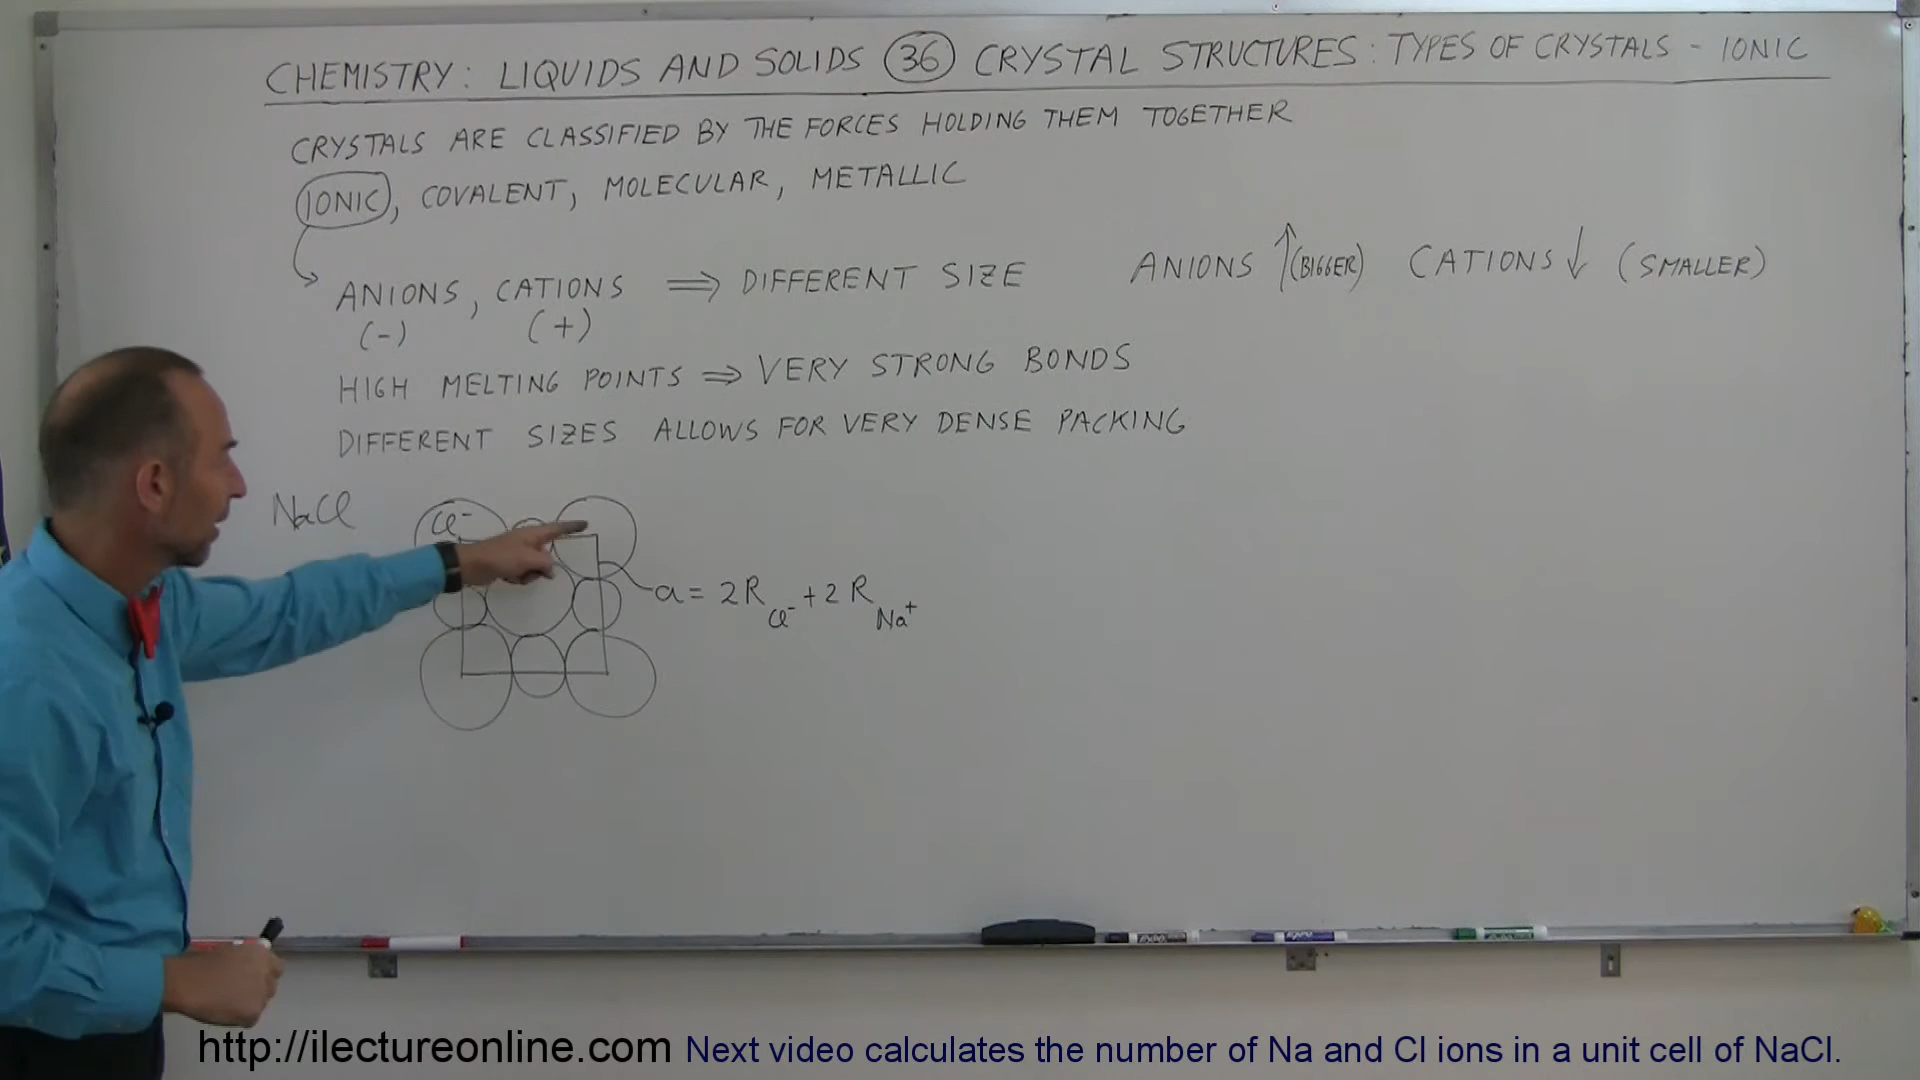 CHEMISTRY: LIQUIDS AND SOLIDS 36 CRYSTAL STRUCTURES: TYPES OF CRYSTALS - IONIC
CRYSTALS ARE CLASSIFIED BY THE FORCES HOLDING THEM TOGETHER
IONIC, COVALENT, MOLECULAR, METALLIC
ANIONS, CATIONS ⇒ DIFFERENT SIZE
(-) (+)
ANIONS ↑ (BIGGER) CATIONS ↓ (SMALLER)
HIGH MELTING POINTS ⇒ VERY STRONG BONDS
DIFFERENT SIZES ALLOWS FOR VERY DENSE PACKING
NaCl
Cl⁻
a = 2R Cl⁻ + 2R Na⁺
EXPO
EXPO
EXPO
http://ilectureonline.com Next video calculates the number of Na and Cl ions in a unit cell of NaCl.